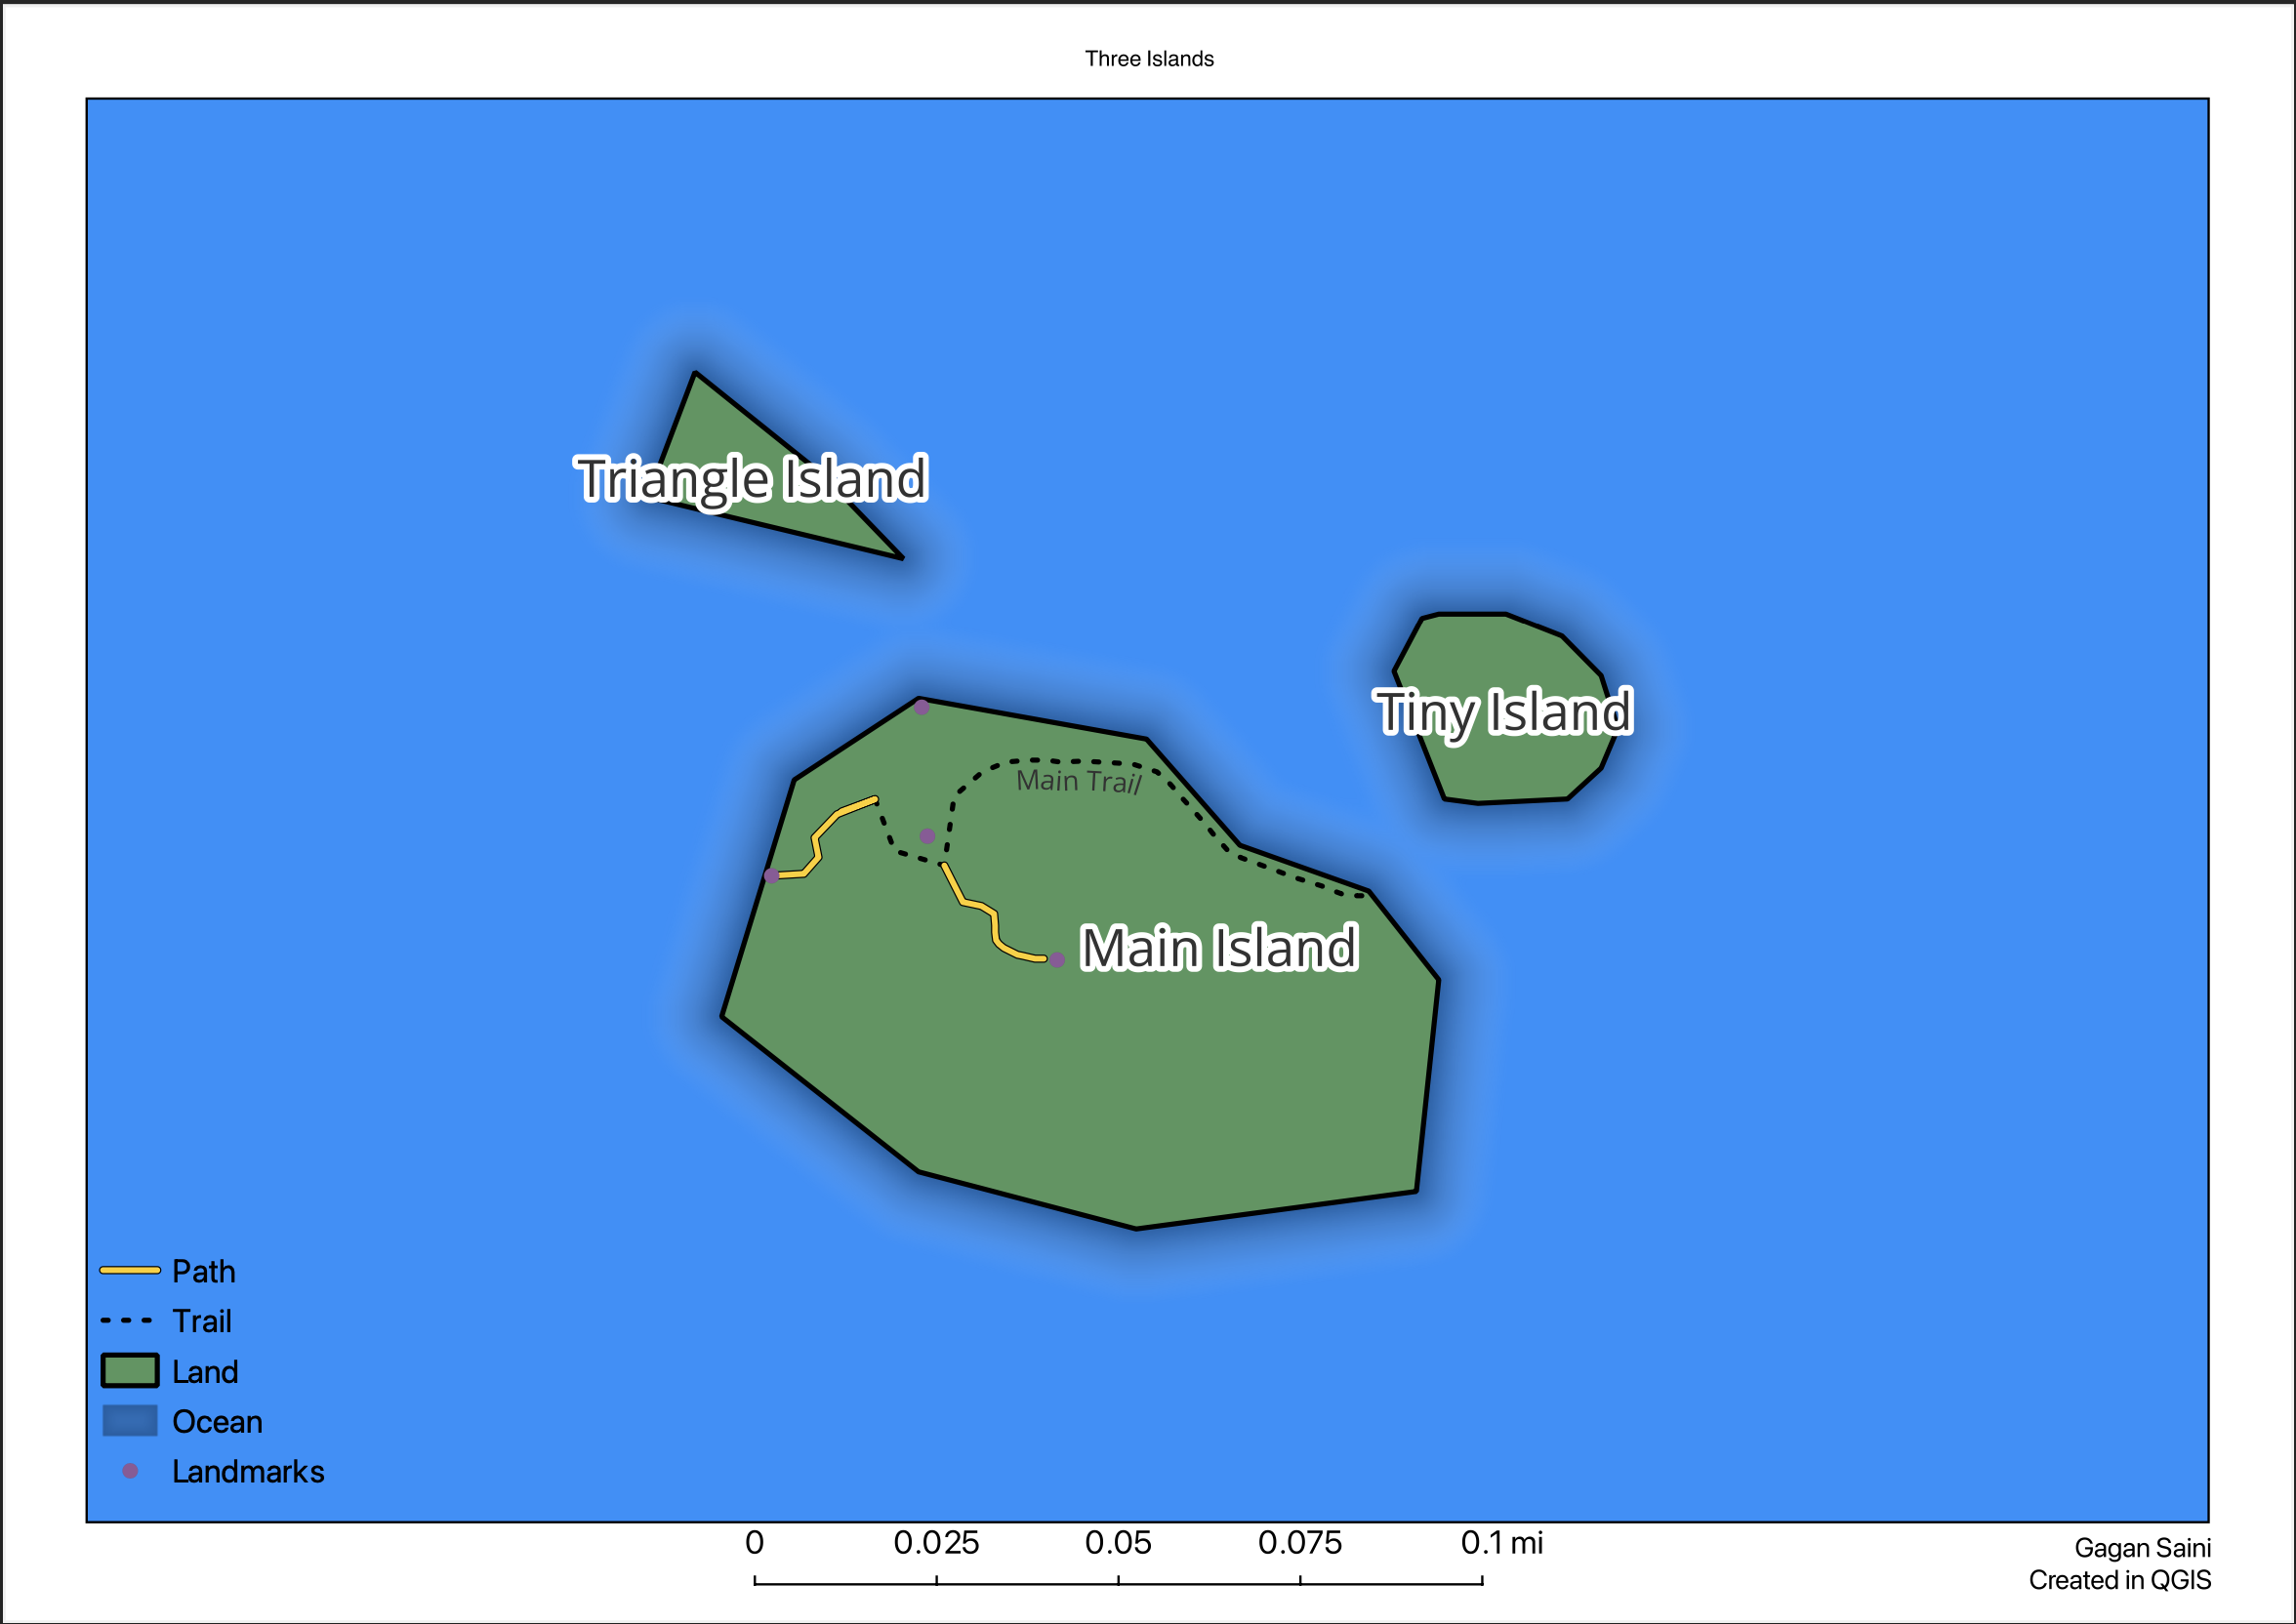 Three Islands
Triangle Island
Tiny Island
Main Trail
Main Island
Path
Trail
Land
Ocean
Landmarks
0 0.025 0.05 0.075 0.1 mi
Gagan Saini
Created in QGIS